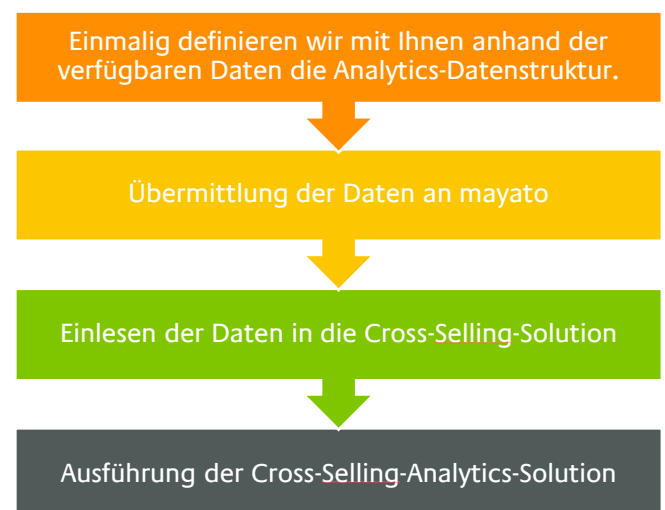 Einmalig definieren wir mit Ihnen anhand der
verfügbaren Daten die Analytics-Datenstruktur.
Übermittlung der Daten an mayato
Einlesen der Daten in die Cross-Selling-Solution
Ausführung der Cross-Selling-Analytics-Solution